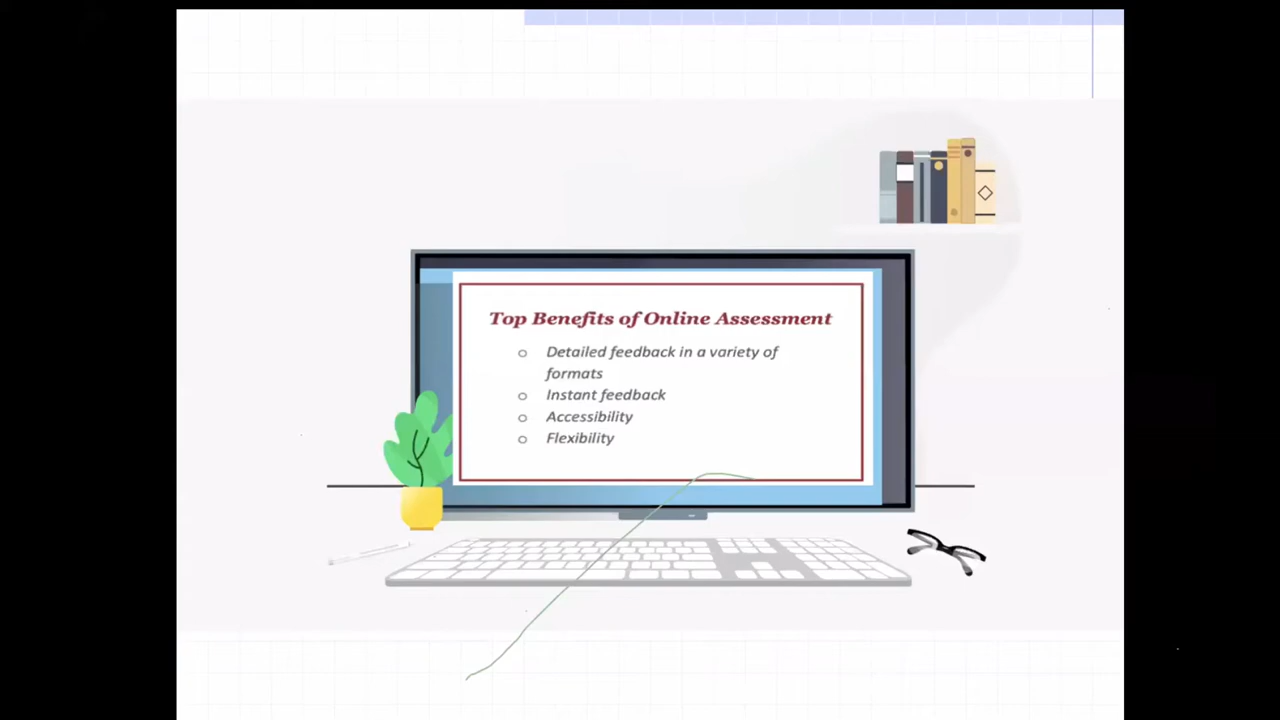 Top Benefits of Online Assessment
o Detailed feedback in a variety of
formats
o Instant feedback
o Accessibility
o Flexibility